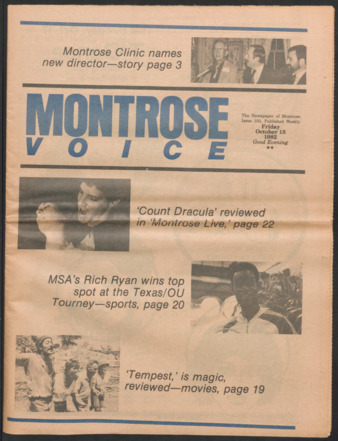 Montrose Clinic names
new director—story page 3
MONTROSE
VOICE
The Newspaper of Montrose
Issue 103, Published Weekly
Friday
October 15
1982
Good Evening
**
'Count Dracula' reviewed
in 'Montrose Live,' page 22
MSA's Rich Ryan wins top
spot at the Texas/OU
Tourney—sports, page 20
'Tempest,' is magic,
reviewed—movies, page 19